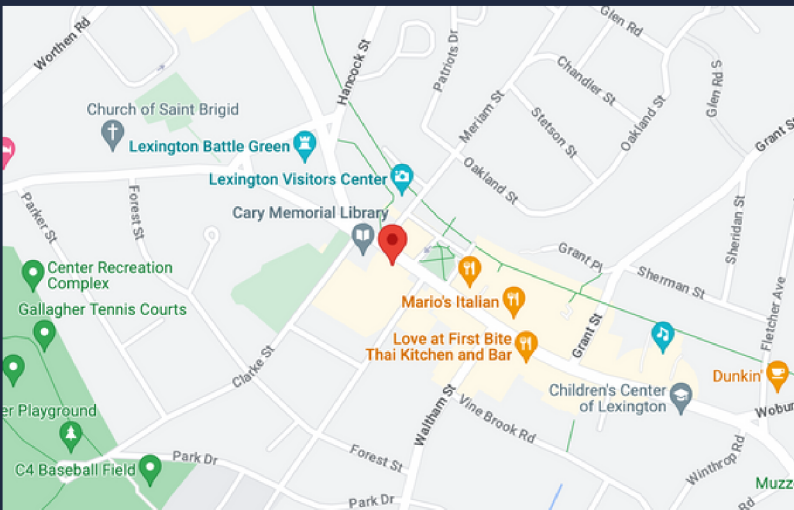 Worthen Rd
Hancock St
Patriots Dr
Glen Rd
Chandler St
Glen Rd S
Church of Saint Brigid
Meriam St
Stetson St
Oakland St
Grant St
Lexington Battle Green
Lexington Visitors Center
Oakland St
Parker St
Forest St
Cary Memorial Library
Sheridan St
Grant Pl
Sherman St
Center Recreation
Complex
Gallagher Tennis Courts
Mario's Italian
Fletcher Ave
Love at First Bite
Thai Kitchen and Bar
Grant St
Clarke St
Dunkin'
Children's Center
of Lexington
er Playground
Waltham St
Vine Brook Rd
Wobur
C4 Baseball Field
Park Dr
Forest St
Winthrop Rd
Muzz
Park Dr
Rd